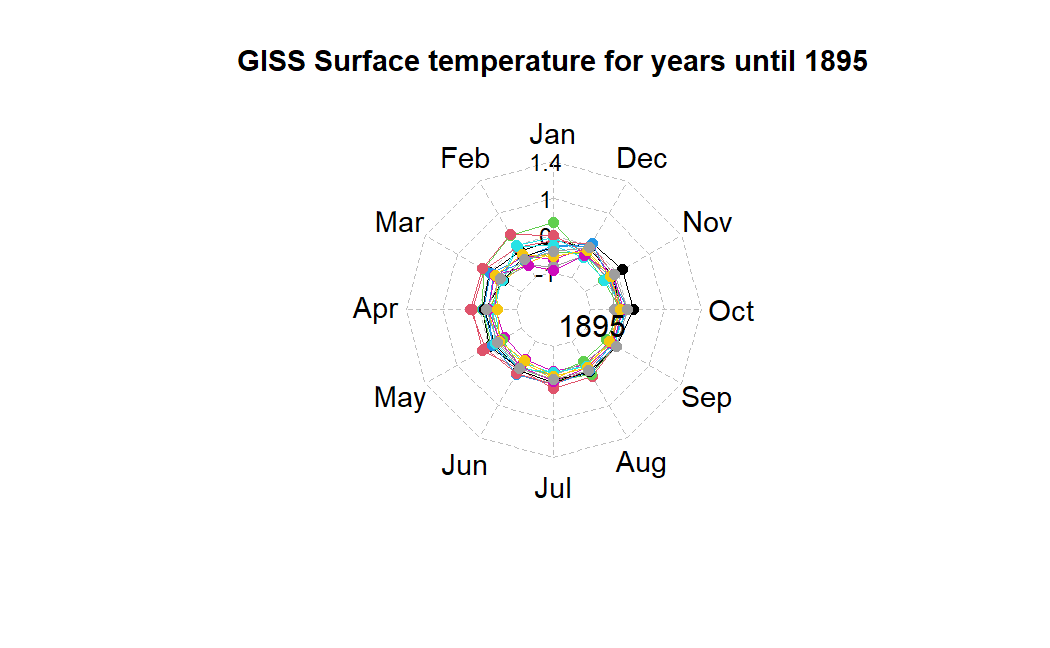 GISS Surface temperature for years until 1895
Jan
Feb
Dec
1.4
Mar
1
Nov
0
-1
Apr
Oct
1895
May
Sep
Jun
Aug
Jul